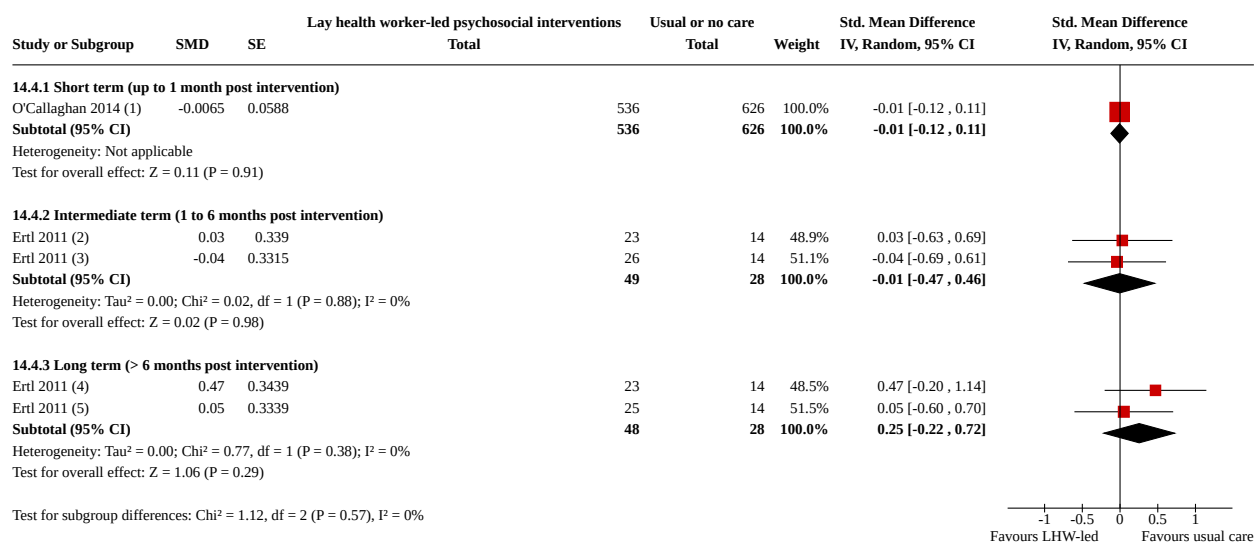 Lay health worker-led psychosocial interventions Usual or no care Std. Mean Difference Std. Mean Difference
Study or Subgroup SMD SE Total Total Weight IV, Random, 95% CI IV, Random, 95% CI
14.4.1 Short term (up to 1 month post intervention)
O'Callaghan 2014 (1) -0.0065 0.0588 536 626 100.0% -0.01 [-0.12 , 0.11]
Subtotal (95% CI) 536 626 100.0% -0.01 [-0.12 , 0.11]
Heterogeneity: Not applicable
Test for overall effect: Z = 0.11 (P = 0.91)
14.4.2 Intermediate term (1 to 6 months post intervention)
Ertl 2011 (2) 0.03 0.339 23 14 48.9% 0.03 [-0.63 , 0.69]
Ertl 2011 (3) -0.04 0.3315 26 14 51.1% -0.04 [-0.69 , 0.61]
Subtotal (95% CI) 49 28 100.0% -0.01 [-0.47 , 0.46]
Heterogeneity: Tau² = 0.00; Chi² = 0.02, df = 1 (P = 0.88); I² = 0%
Test for overall effect: Z = 0.02 (P = 0.98)
14.4.3 Long term (> 6 months post intervention)
Ertl 2011 (4) 0.47 0.3439 23 14 48.5% 0.47 [-0.20 , 1.14]
Ertl 2011 (5) 0.05 0.3339 25 14 51.5% 0.05 [-0.60 , 0.70]
Subtotal (95% CI) 48 28 100.0% 0.25 [-0.22 , 0.72]
Heterogeneity: Tau² = 0.00; Chi² = 0.77, df = 1 (P = 0.38); I² = 0%
Test for overall effect: Z = 1.06 (P = 0.29)
Test for subgroup differences: Chi² = 1.12, df = 2 (P = 0.57), I² = 0%
-1 -0.5 0 0.5 1
Favours LHW-led Favours usual care